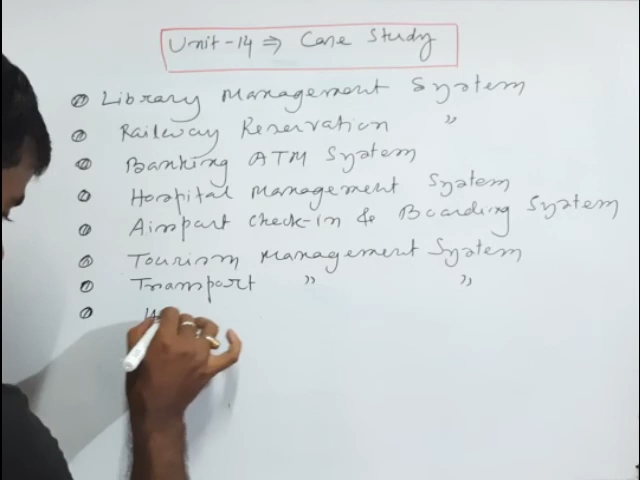 Unit-14 ⇒ Case Study
Library Management System
Railway Reservation "
Banking ATM System
Hospital Management System
Airport Check-In & Boarding System
Tourism Management System
Transport " "